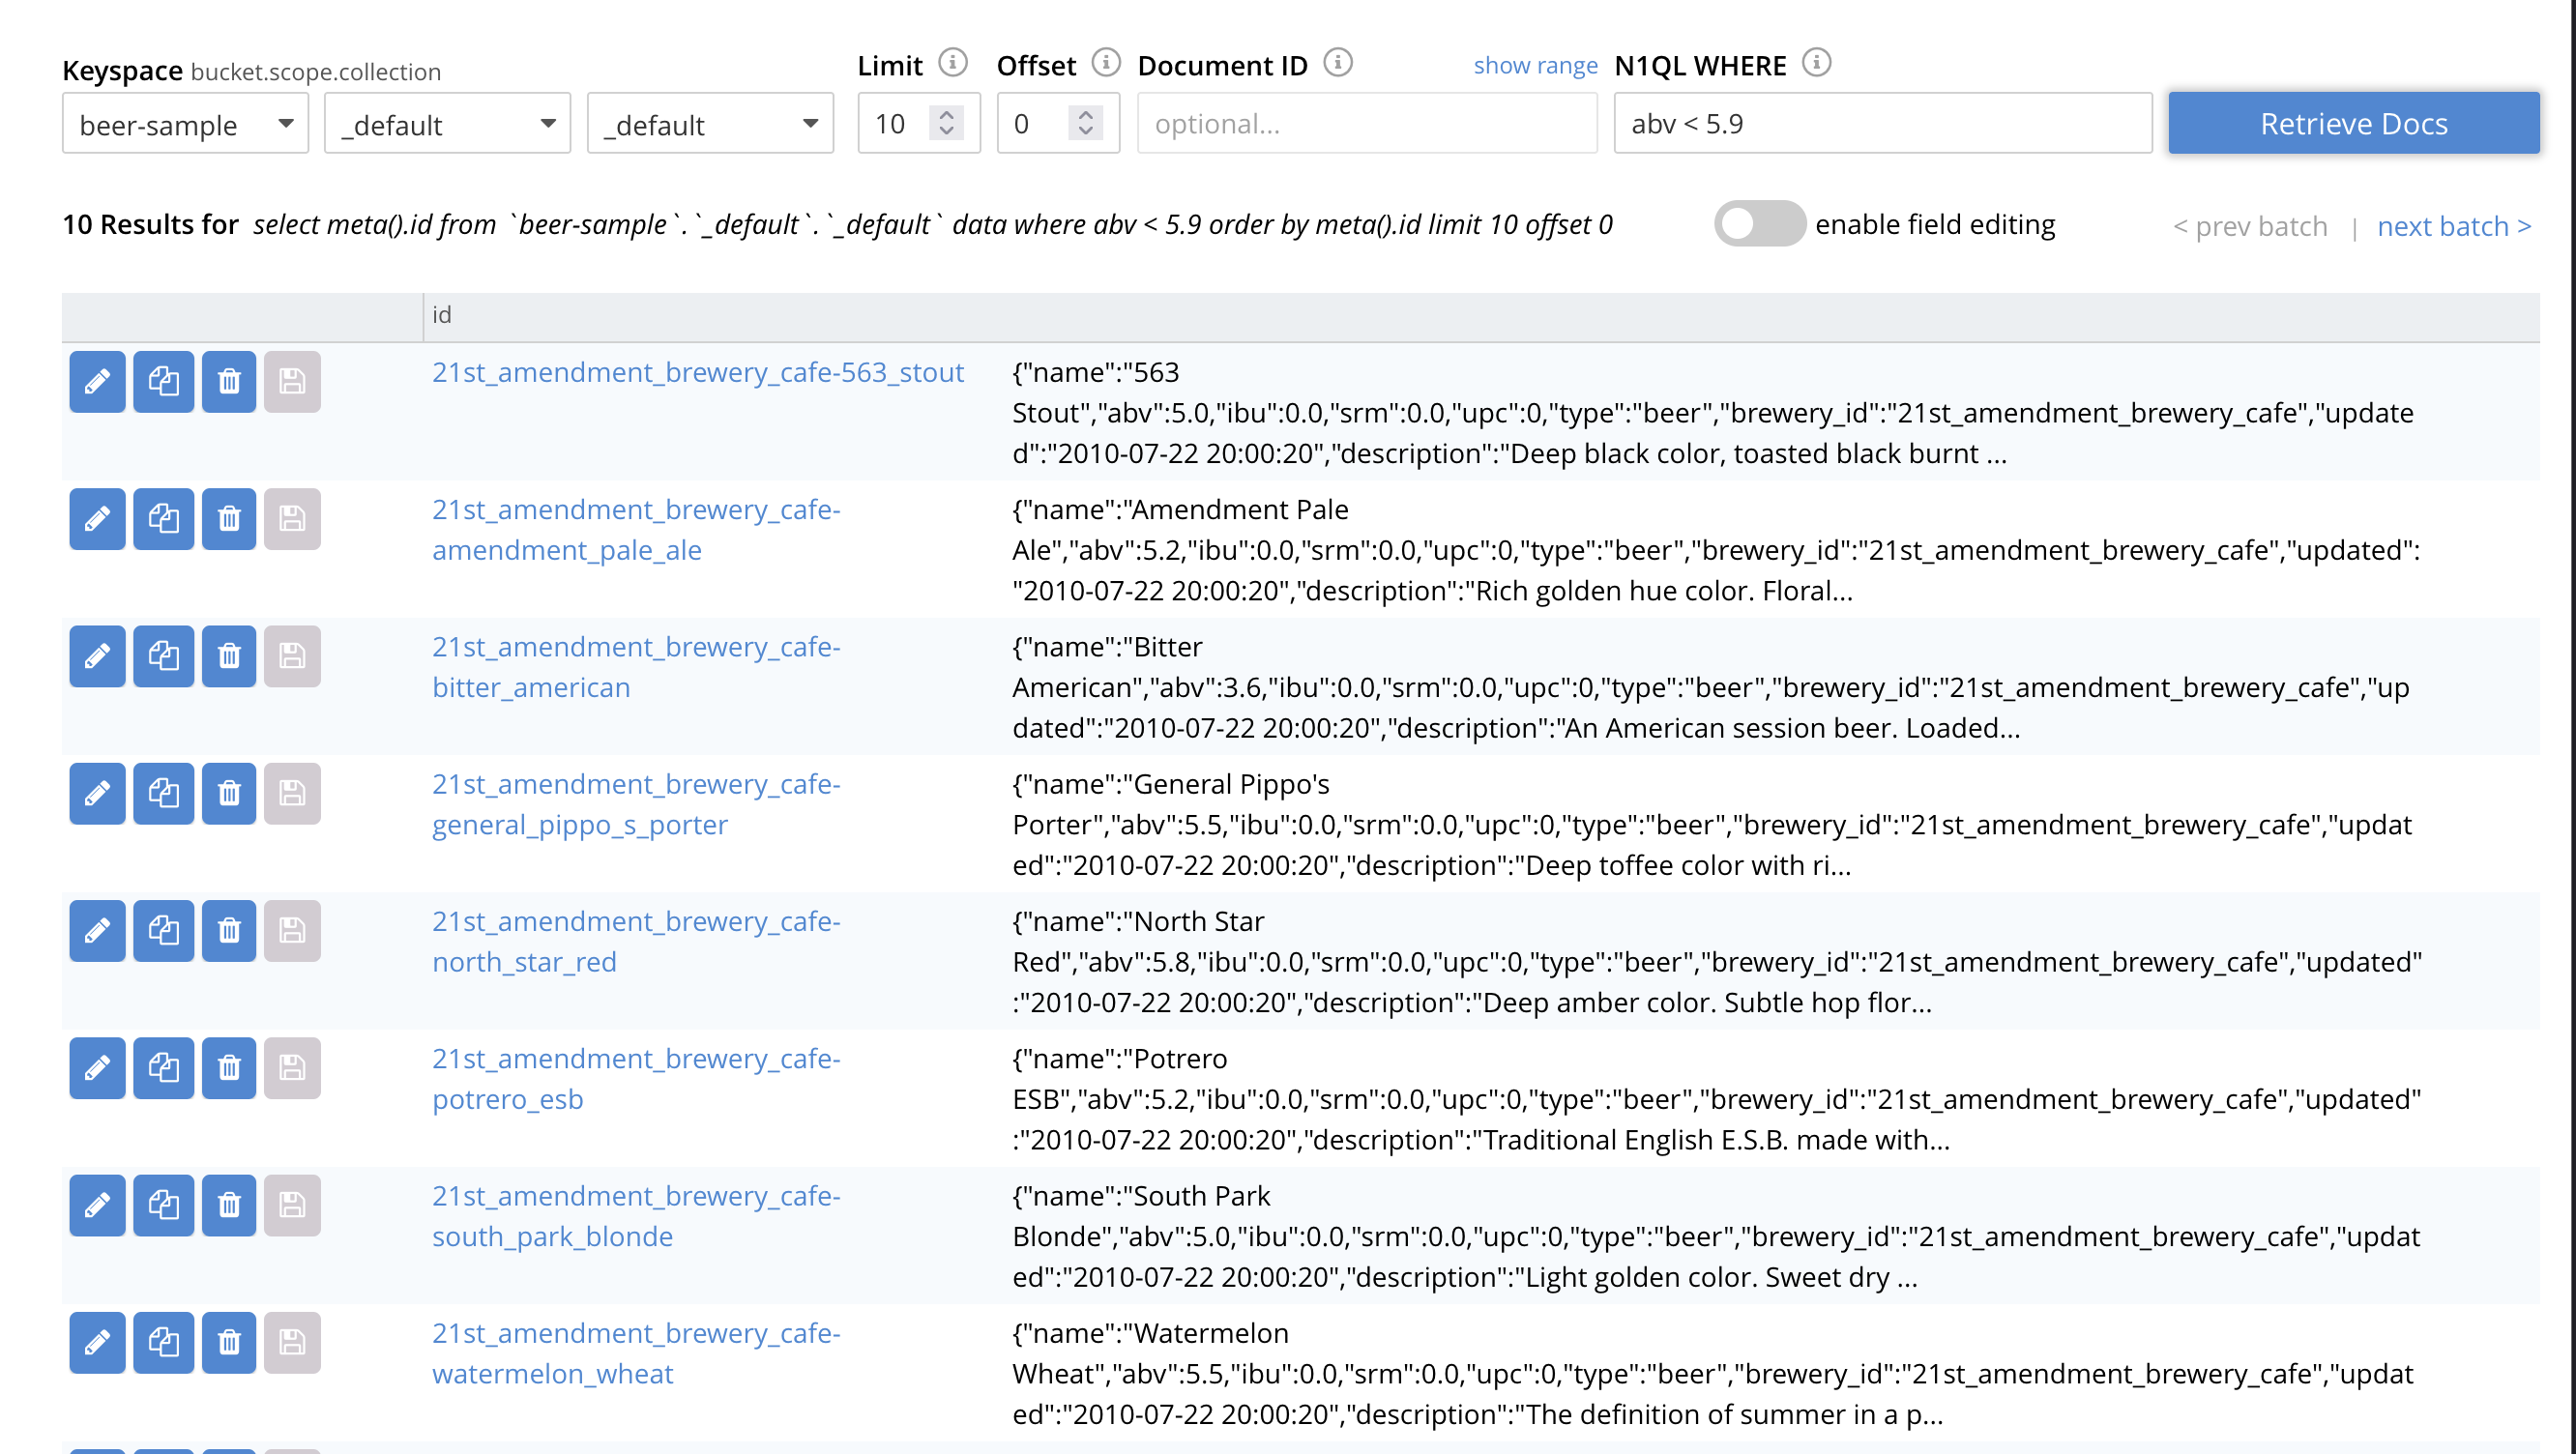 Keyspace bucket.scope.collection
Limit
Offset
Document ID
show range
N1QL WHERE
beer-sample
_default
_default
10
0
optional...
abv < 5.9
Retrieve Docs
10 Results for select meta().id from `beer-sample`.`_default`.`_default` data where abv < 5.9 order by meta().id limit 10 offset 0
enable field editing
< prev batch | next batch >
id
21st_amendment_brewery_cafe-563_stout
{"name":"563
Stout","abv":5.0,"ibu":0.0,"srm":0.0,"upc":0,"type":"beer","brewery_id":"21st_amendment_brewery_cafe","update
d":"2010-07-22 20:00:20","description":"Deep black color, toasted black burnt ...
21st_amendment_brewery_cafe-
amendment_pale_ale
{"name":"Amendment Pale
Ale","abv":5.2,"ibu":0.0,"srm":0.0,"upc":0,"type":"beer","brewery_id":"21st_amendment_brewery_cafe","updated":
"2010-07-22 20:00:20","description":"Rich golden hue color. Floral...
21st_amendment_brewery_cafe-
bitter_american
{"name":"Bitter
American","abv":3.6,"ibu":0.0,"srm":0.0,"upc":0,"type":"beer","brewery_id":"21st_amendment_brewery_cafe","up
dated":"2010-07-22 20:00:20","description":"An American session beer. Loaded...
21st_amendment_brewery_cafe-
general_pippo_s_porter
{"name":"General Pippo's
Porter","abv":5.5,"ibu":0.0,"srm":0.0,"upc":0,"type":"beer","brewery_id":"21st_amendment_brewery_cafe","updat
ed":"2010-07-22 20:00:20","description":"Deep toffee color with ri...
21st_amendment_brewery_cafe-
north_star_red
{"name":"North Star
Red","abv":5.8,"ibu":0.0,"srm":0.0,"upc":0,"type":"beer","brewery_id":"21st_amendment_brewery_cafe","updated"
:"2010-07-22 20:00:20","description":"Deep amber color. Subtle hop flor...
21st_amendment_brewery_cafe-
potrero_esb
{"name":"Potrero
ESB","abv":5.2,"ibu":0.0,"srm":0.0,"upc":0,"type":"beer","brewery_id":"21st_amendment_brewery_cafe","updated"
:"2010-07-22 20:00:20","description":"Traditional English E.S.B. made with...
21st_amendment_brewery_cafe-
south_park_blonde
{"name":"South Park
Blonde","abv":5.0,"ibu":0.0,"srm":0.0,"upc":0,"type":"beer","brewery_id":"21st_amendment_brewery_cafe","updat
ed":"2010-07-22 20:00:20","description":"Light golden color. Sweet dry ...
21st_amendment_brewery_cafe-
watermelon_wheat
{"name":"Watermelon
Wheat","abv":5.5,"ibu":0.0,"srm":0.0,"upc":0,"type":"beer","brewery_id":"21st_amendment_brewery_cafe","updat
ed":"2010-07-22 20:00:20","description":"The definition of summer in a p...